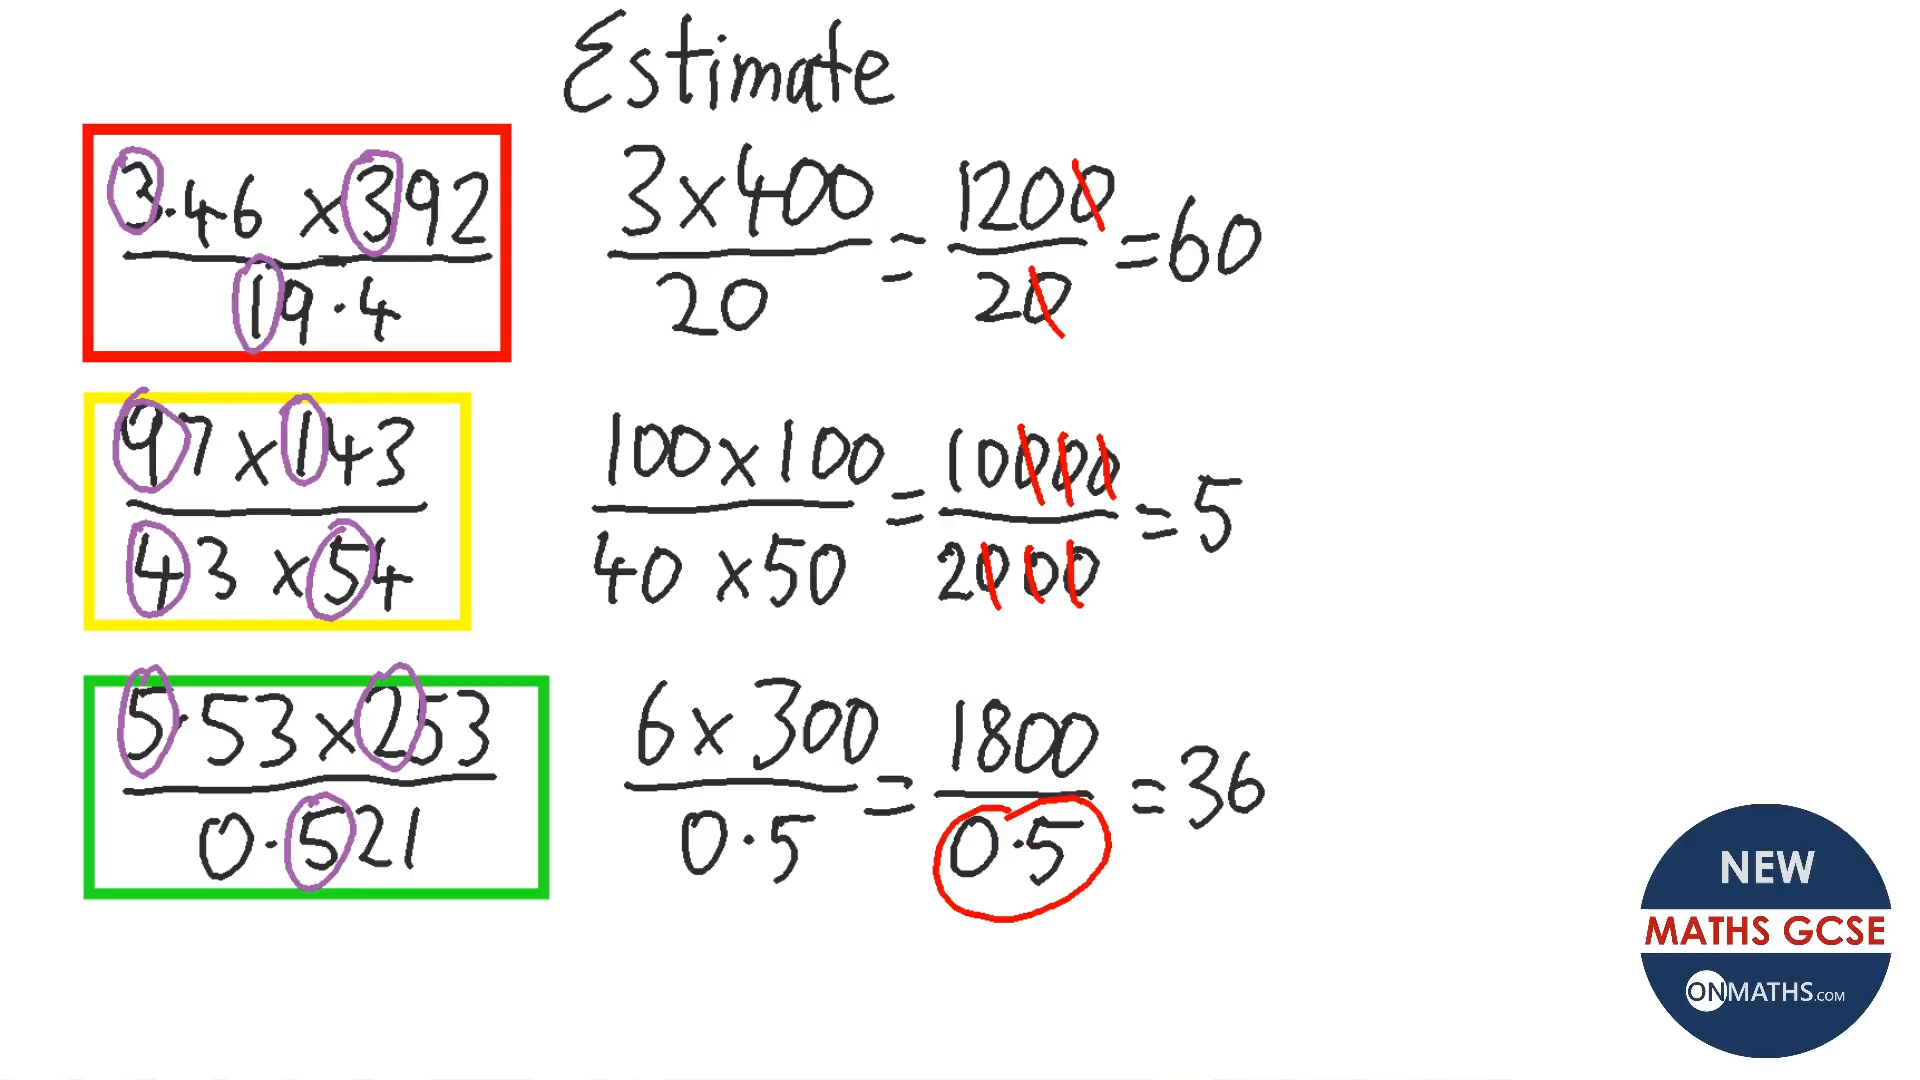 Estimate
3.46 × 392 / 19.4
3 × 400 / 20 = 1200 / 20 = 60
97 × 143 / 43 × 54
100 × 100 / 40 × 50 = 10000 / 2000 = 5
5.53 × 253 / 0.521
6 × 300 / 0.5 = 1800 / 0.5 = 36
NEW
MATHS GCSE
ONMATHS.COM